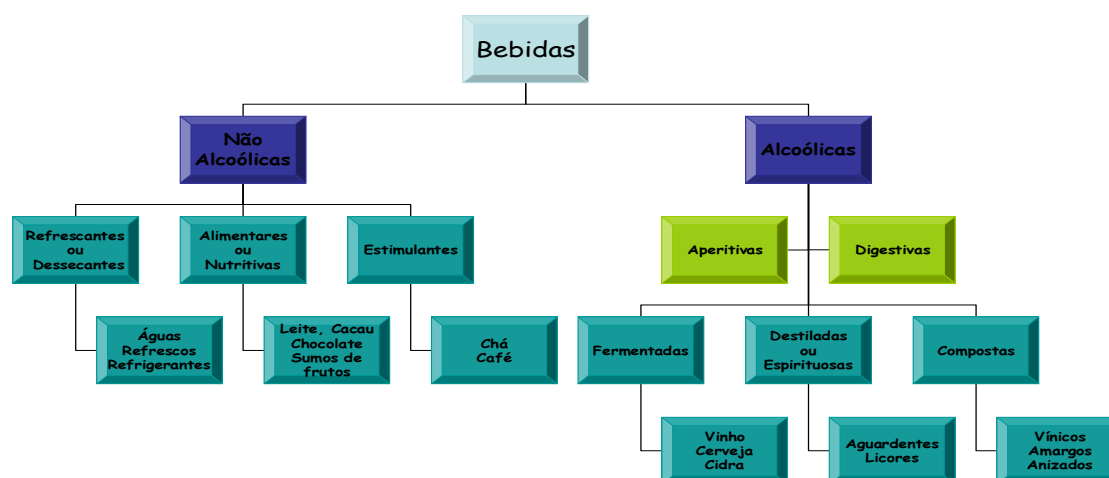 Bebidas
Não
Alcoólicas
Alcoólicas
Refrescantes
ou
Dessecantes
Alimentares
ou
Nutritivas
Estimulantes
Aperitivas
Digestivas
Águas
Refrescos
Refrigerantes
Leite, Cacau
Chocolate
Sumos de
frutos
Chá
Café
Fermentadas
Destiladas
ou
Espirituosas
Compostas
Vinho
Cerveja
Cidra
Aguardentes
Licores
Vínicos
Amargos
Anizados